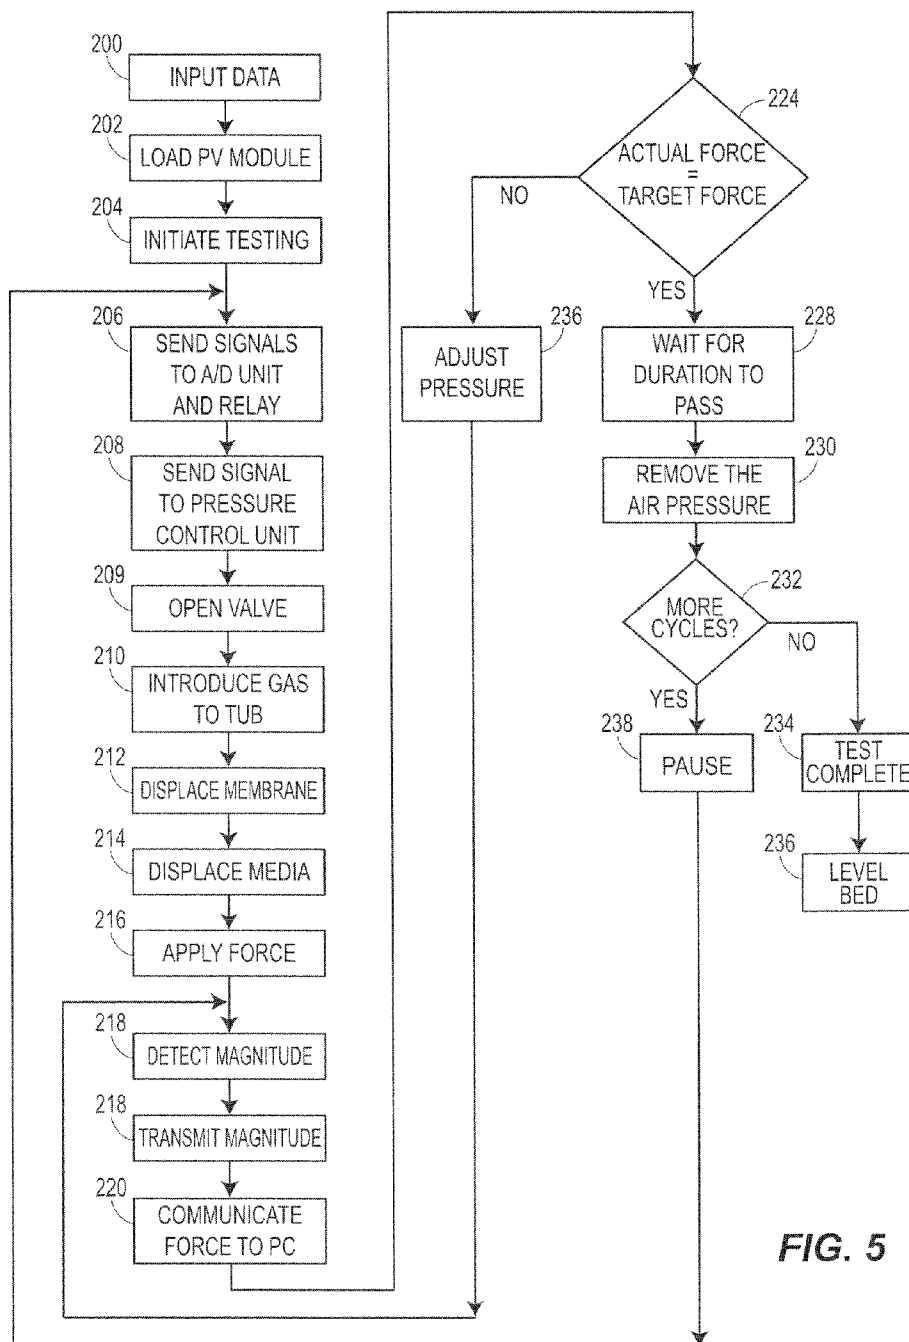 200
INPUT DATA
202
LOAD PV MODULE
204
INITIATE TESTING
206
SEND SIGNALS
TO A/D UNIT
AND RELAY
208
SEND SIGNAL
TO PRESSURE
CONTROL UNIT
209
OPEN VALVE
210
INTRODUCE GAS
TO TUB
212
DISPLACE MEMBRANE
214
DISPLACE MEDIA
216
APPLY FORCE
218
DETECT MAGNITUDE
218
TRANSMIT MAGNITUDE
220
COMMUNICATE
FORCE TO PC
224
ACTUAL FORCE
=
TARGET FORCE
NO
YES
236
ADJUST
PRESSURE
228
WAIT FOR
DURATION TO
PASS
230
REMOVE THE
AIR PRESSURE
232
MORE
CYCLES?
NO
YES
238
PAUSE
234
TEST
COMPLETE
236
LEVEL
BED
FIG. 5